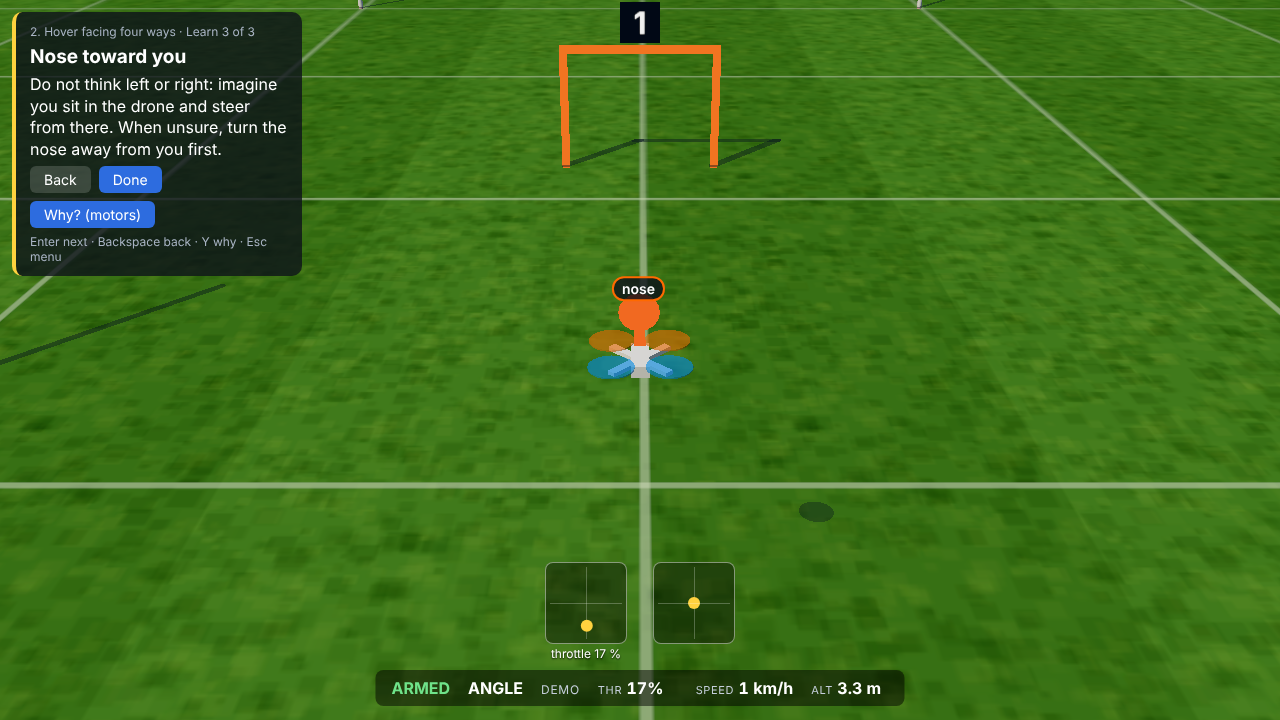 2. Hover facing four ways · Learn 3 of 3
Nose toward you
Do not think left or right: imagine
you sit in the drone and steer
from there. When unsure, turn the
nose away from you first.
Back
Done
Why? (motors)
Enter next · Backspace back · Y why · Esc
menu
1
nose
throttle 17 %
ARMED ANGLE DEMO THR 17% SPEED 1 km/h ALT 3.3 m